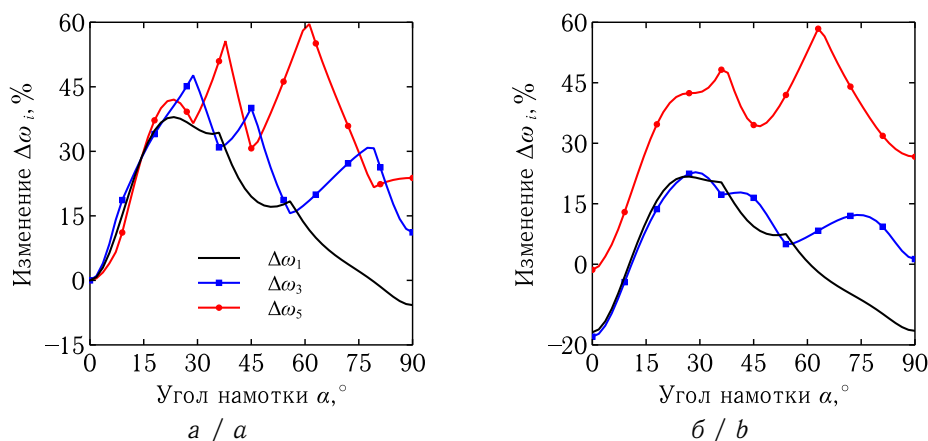 Изменение Δω i, %
60
45
30
15
0
−15
Δω1
Δω3
Δω5
0 15 30 45 60 75 90
Угол намотки α, °
а / a
Изменение Δω i, %
60
45
30
15
0
−20
0 15 30 45 60 75 90
Угол намотки α, °
б / b